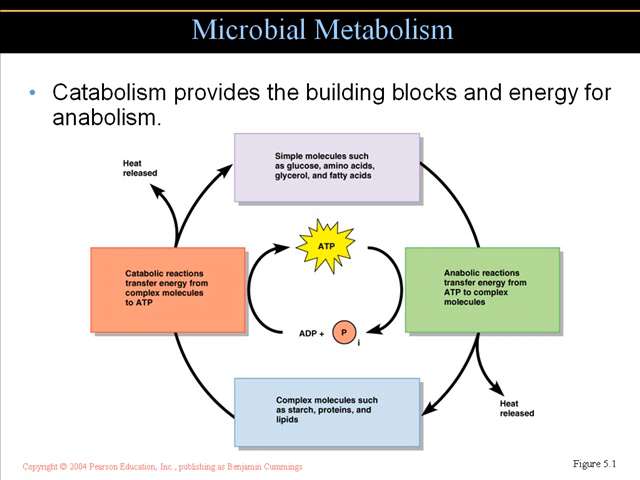 Microbial Metabolism
• Catabolism provides the building blocks and energy for
anabolism.
Simple molecules such
as glucose, amino acids,
glycerol, and fatty acids
Heat
released
ATP
Catabolic reactions
transfer energy from
complex molecules
to ATP
Anabolic reactions
transfer energy from
ATP to complex
molecules
ADP + P i
Complex molecules such
as starch, proteins, and
lipids
Heat
released
Copyright © 2004 Pearson Education, Inc., publishing as Benjamin Cummings
Figure 5.1